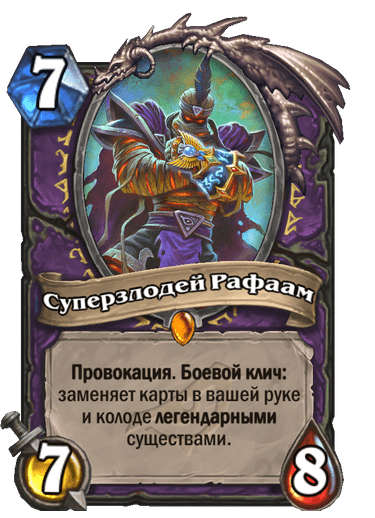 7
Суперзлодей Рафаам
Провокация. Боевой клич:
заменяет карты в вашей руке
и колоде легендарными
существами.
7
8